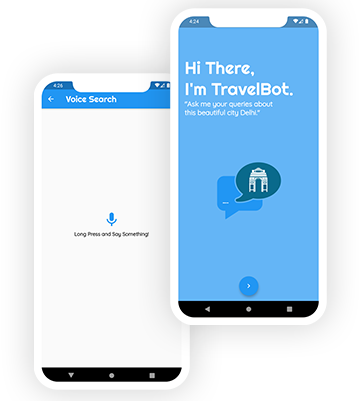 4:24
Hi There,
I'm TravelBot.
"Ask me your queries about
this beautiful city Delhi."
4:26
Voice Search
Long Press and Say Something!